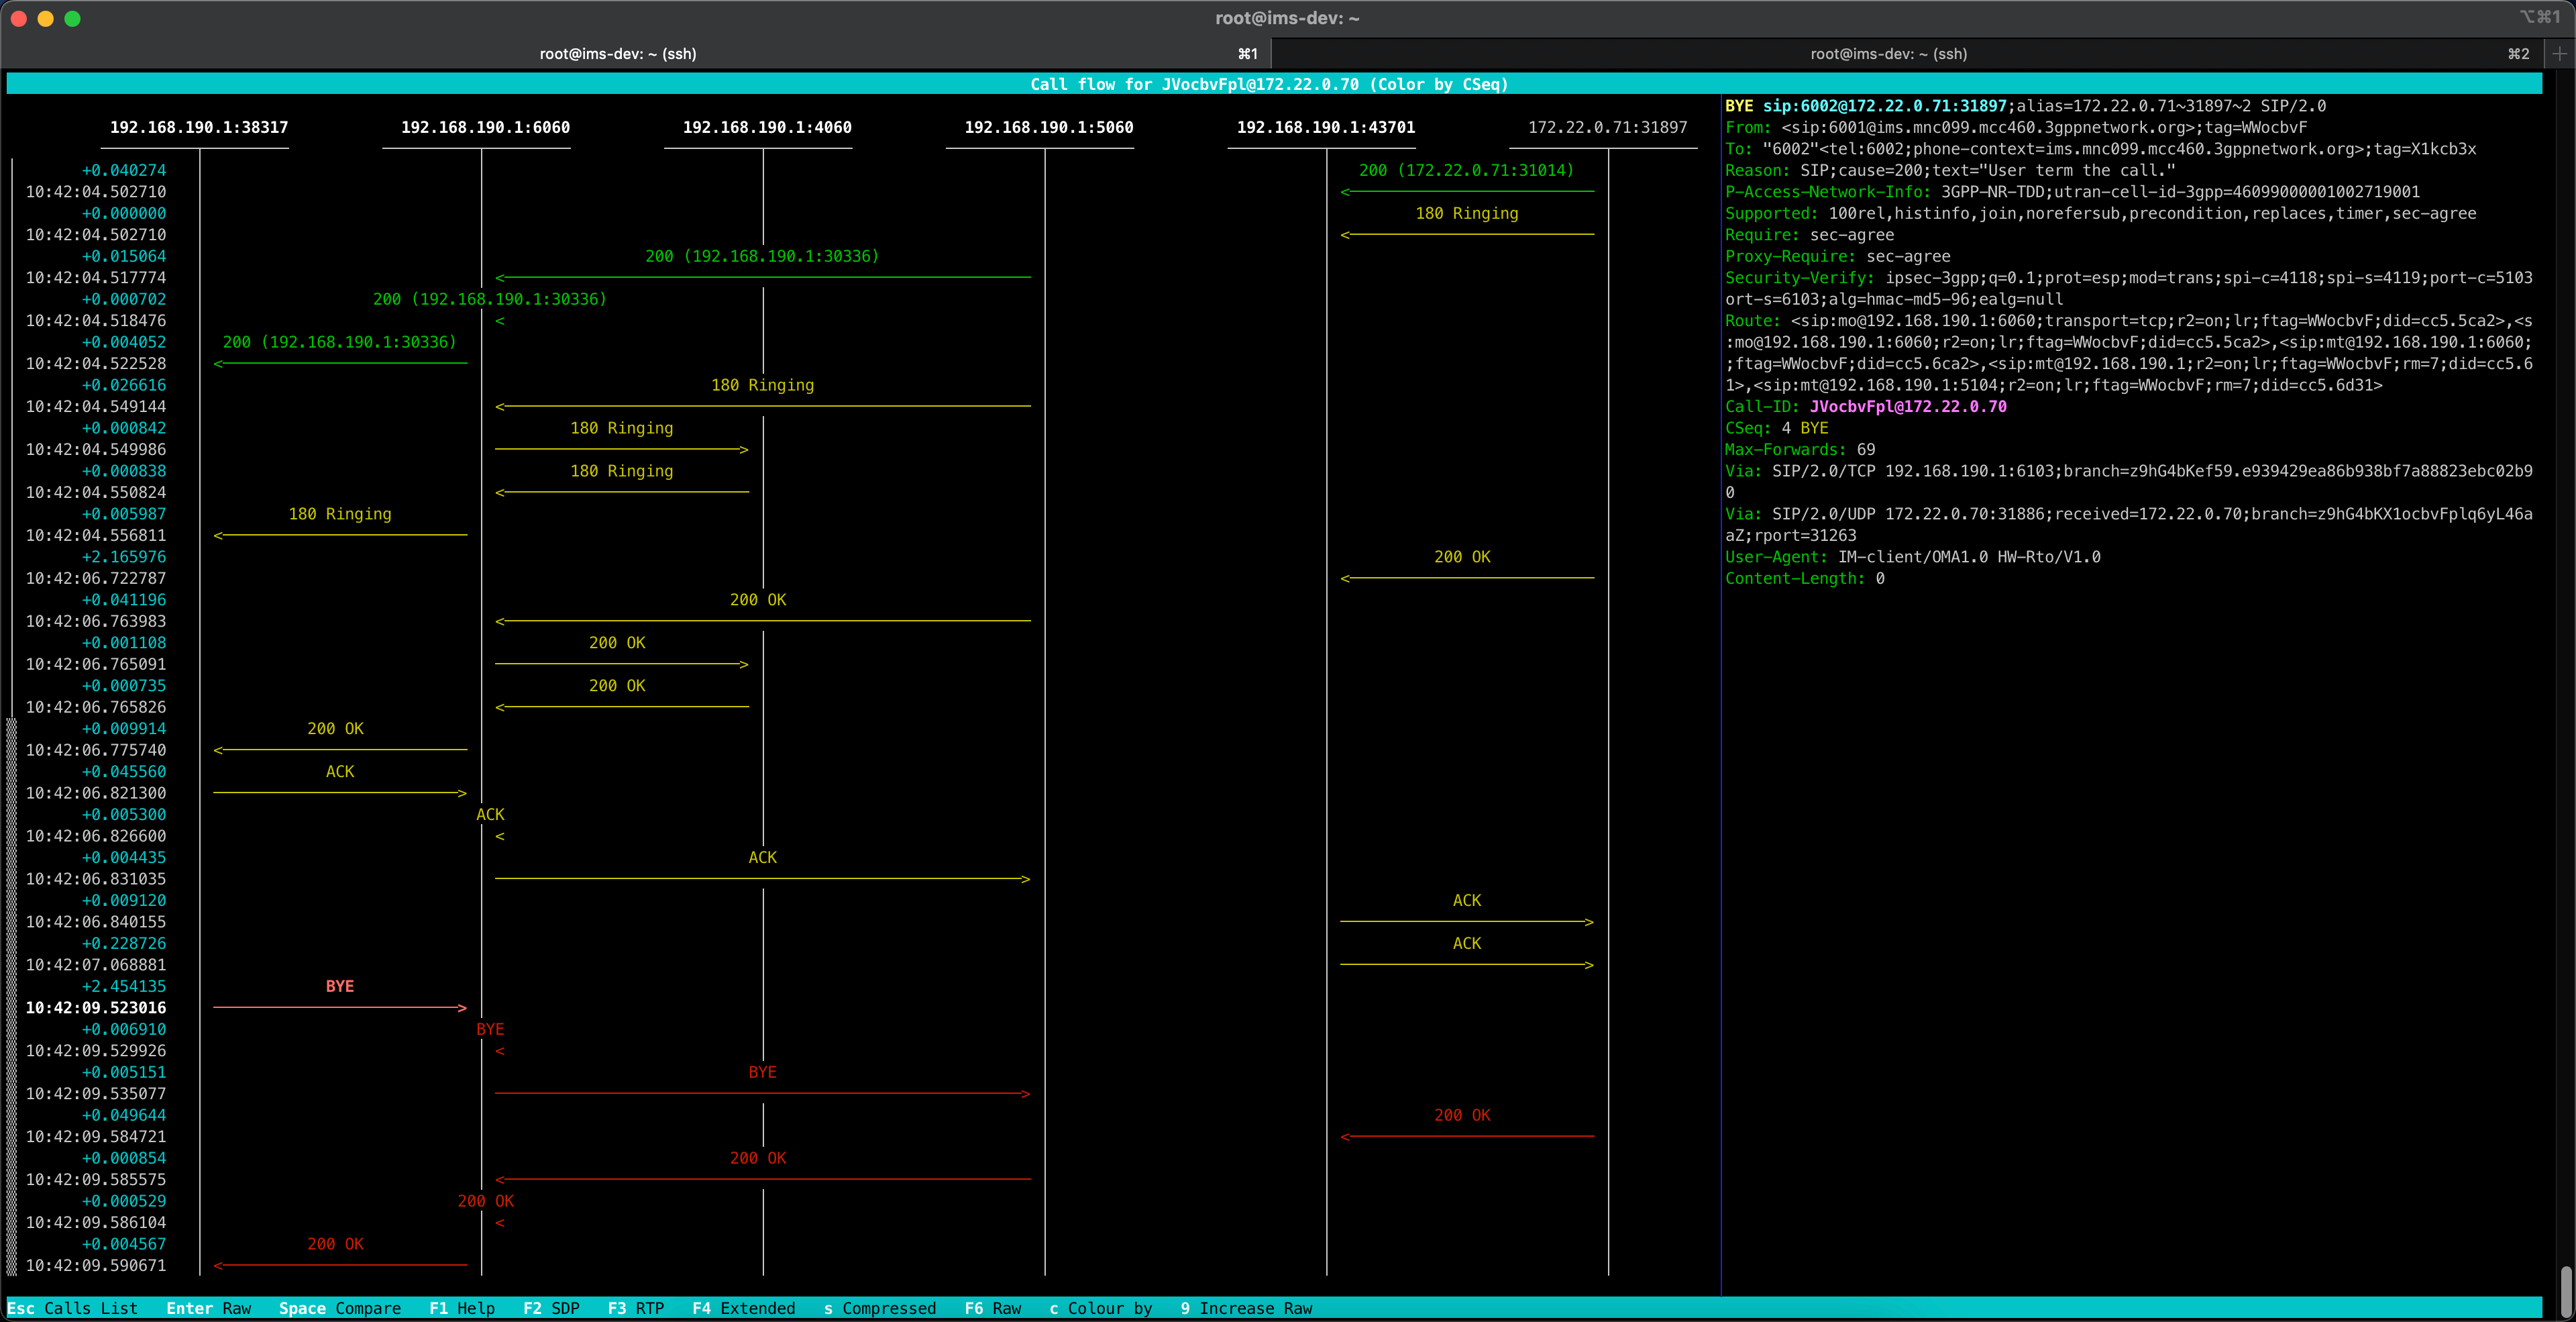 root@ims-dev: ~
⌥⌘1
root@ims-dev: ~ (ssh) ⌘1
root@ims-dev: ~ (ssh) ⌘2
Call flow for JVocbvFpl@172.22.0.70 (Color by CSeq)
192.168.190.1:38317 192.168.190.1:6060 192.168.190.1:4060 192.168.190.1:5060 192.168.190.1:43701 172.22.0.71:31897
+0.040274 200 (172.22.0.71:31014)
10:42:04.502710
+0.000000 180 Ringing
10:42:04.502710
+0.015064 200 (192.168.190.1:30336)
10:42:04.517774
+0.000702 200 (192.168.190.1:30336)
10:42:04.518476
+0.004052 200 (192.168.190.1:30336)
10:42:04.522528
+0.026616 180 Ringing
10:42:04.549144
+0.000842 180 Ringing
10:42:04.549986
+0.000838 180 Ringing
10:42:04.550824
+0.005987 180 Ringing
10:42:04.556811
+2.165976 200 OK
10:42:06.722787
+0.041196 200 OK
10:42:06.763983
+0.001108 200 OK
10:42:06.765091
+0.000735 200 OK
10:42:06.765826
+0.009914 200 OK
10:42:06.775740
+0.045560 ACK
10:42:06.821300
+0.005300 ACK
10:42:06.826600
+0.004435 ACK
10:42:06.831035
+0.009120 ACK
10:42:06.840155
+0.228726 ACK
10:42:07.068881
+2.454135 BYE
10:42:09.523016
+0.006910 BYE
10:42:09.529926
+0.005151 BYE
10:42:09.535077
+0.049644 200 OK
10:42:09.584721
+0.000854 200 OK
10:42:09.585575
+0.000529 200 OK
10:42:09.586104
+0.004567 200 OK
10:42:09.590671
BYE sip:6002@172.22.0.71:31897;alias=172.22.0.71~31897~2 SIP/2.0
From: <sip:6001@ims.mnc099.mcc460.3gppnetwork.org>;tag=WWocbvF
To: "6002"<tel:6002;phone-context=ims.mnc099.mcc460.3gppnetwork.org>;tag=X1kcb3x
Reason: SIP;cause=200;text="User term the call."
P-Access-Network-Info: 3GPP-NR-TDD;utran-cell-id-3gpp=46099000001002719001
Supported: 100rel,histinfo,join,norefersub,precondition,replaces,timer,sec-agree
Require: sec-agree
Proxy-Require: sec-agree
Security-Verify: ipsec-3gpp;q=0.1;prot=esp;mod=trans;spi-c=4118;spi-s=4119;port-c=5103
ort-s=6103;alg=hmac-md5-96;ealg=null
Route: <sip:mo@192.168.190.1:6060;transport=tcp;r2=on;lr;ftag=WWocbvF;did=cc5.5ca2>,<s
:mo@192.168.190.1:6060;r2=on;lr;ftag=WWocbvF;did=cc5.5ca2>,<sip:mt@192.168.190.1:6060;
;ftag=WWocbvF;did=cc5.6ca2>,<sip:mt@192.168.190.1;r2=on;lr;ftag=WWocbvF;rm=7;did=cc5.6
1>,<sip:mt@192.168.190.1:5104;r2=on;lr;ftag=WWocbvF;rm=7;did=cc5.6d31>
Call-ID: JVocbvFpl@172.22.0.70
CSeq: 4 BYE
Max-Forwards: 69
Via: SIP/2.0/TCP 192.168.190.1:6103;branch=z9hG4bKef59.e939429ea86b938bf7a88823ebc02b9
0
Via: SIP/2.0/UDP 172.22.0.70:31886;received=172.22.0.70;branch=z9hG4bKX1ocbvFplq6yL46a
aZ;rport=31263
User-Agent: IM-client/OMA1.0 HW-Rto/V1.0
Content-Length: 0
Esc Calls List Enter Raw Space Compare F1 Help F2 SDP F3 RTP F4 Extended s Compressed F6 Raw c Colour by 9 Increase Raw